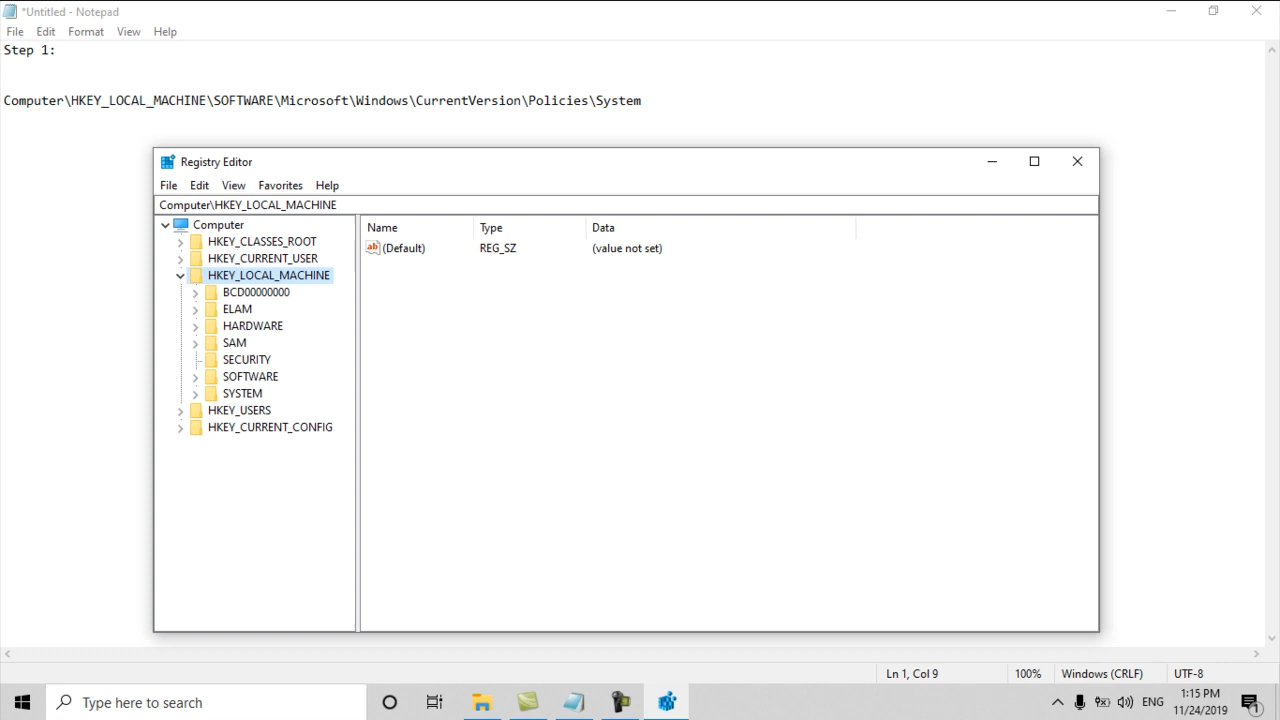 *Untitled - Notepad
File Edit Format View Help
Step 1:
Computer\HKEY_LOCAL_MACHINE\SOFTWARE\Microsoft\Windows\CurrentVersion\Policies\System
Registry Editor
File Edit View Favorites Help
Computer\HKEY_LOCAL_MACHINE
Computer
HKEY_CLASSES_ROOT
HKEY_CURRENT_USER
HKEY_LOCAL_MACHINE
BCD00000000
ELAM
HARDWARE
SAM
SECURITY
SOFTWARE
SYSTEM
HKEY_USERS
HKEY_CURRENT_CONFIG
Name Type Data
ab (Default) REG_SZ (value not set)
Ln 1, Col 9 100% Windows (CRLF) UTF-8
Type here to search
ENG
1:15 PM
11/24/2019
1